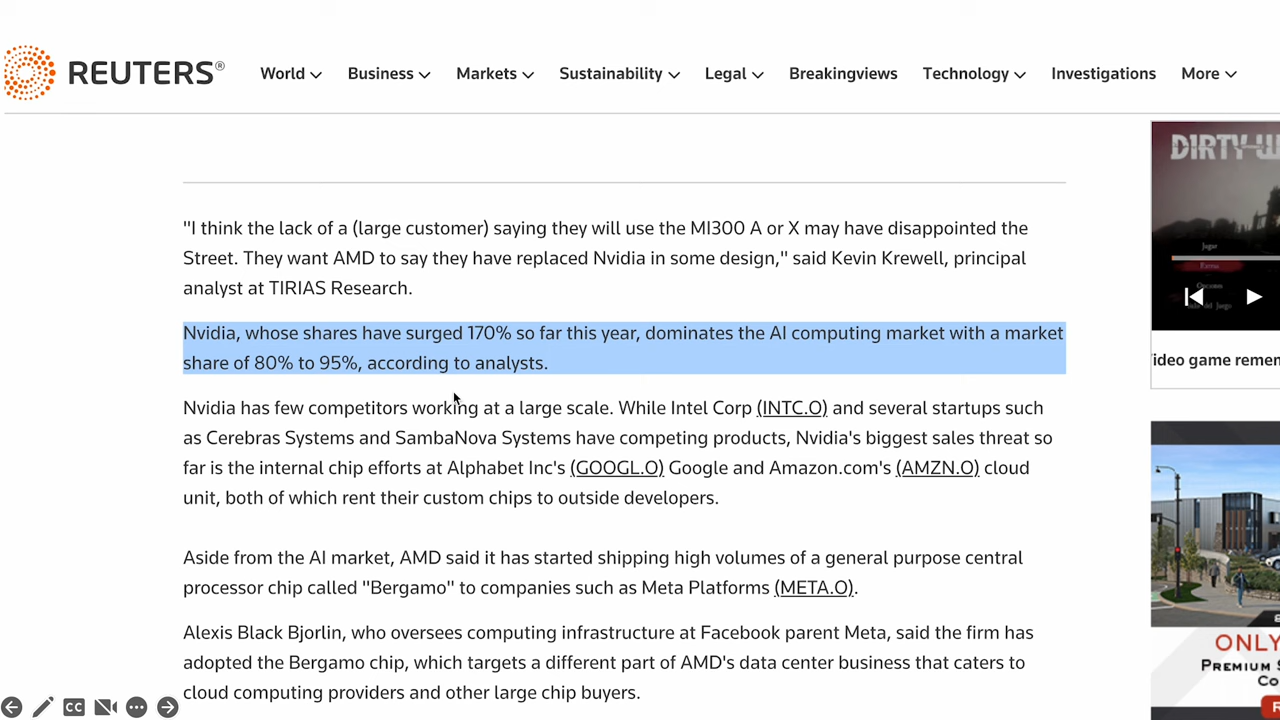 REUTERS®
World Business Markets Sustainability Legal Breakingviews Technology Investigations More
"I think the lack of a (large customer) saying they will use the MI300 A or X may have disappointed the
Street. They want AMD to say they have replaced Nvidia in some design," said Kevin Krewell, principal
analyst at TIRIAS Research.
Nvidia, whose shares have surged 170% so far this year, dominates the AI computing market with a market
share of 80% to 95%, according to analysts.
Nvidia has few competitors working at a large scale. While Intel Corp (INTC.O) and several startups such
as Cerebras Systems and SambaNova Systems have competing products, Nvidia's biggest sales threat so
far is the internal chip efforts at Alphabet Inc's (GOOGL.O) Google and Amazon.com's (AMZN.O) cloud
unit, both of which rent their custom chips to outside developers.
Aside from the AI market, AMD said it has started shipping high volumes of a general purpose central
processor chip called "Bergamo" to companies such as Meta Platforms (META.O).
Alexis Black Bjorlin, who oversees computing infrastructure at Facebook parent Meta, said the firm has
adopted the Bergamo chip, which targets a different part of AMD's data center business that caters to
cloud computing providers and other large chip buyers.
DIRTY
Jugar
ideo game
ONLY
PREMIUM
CC